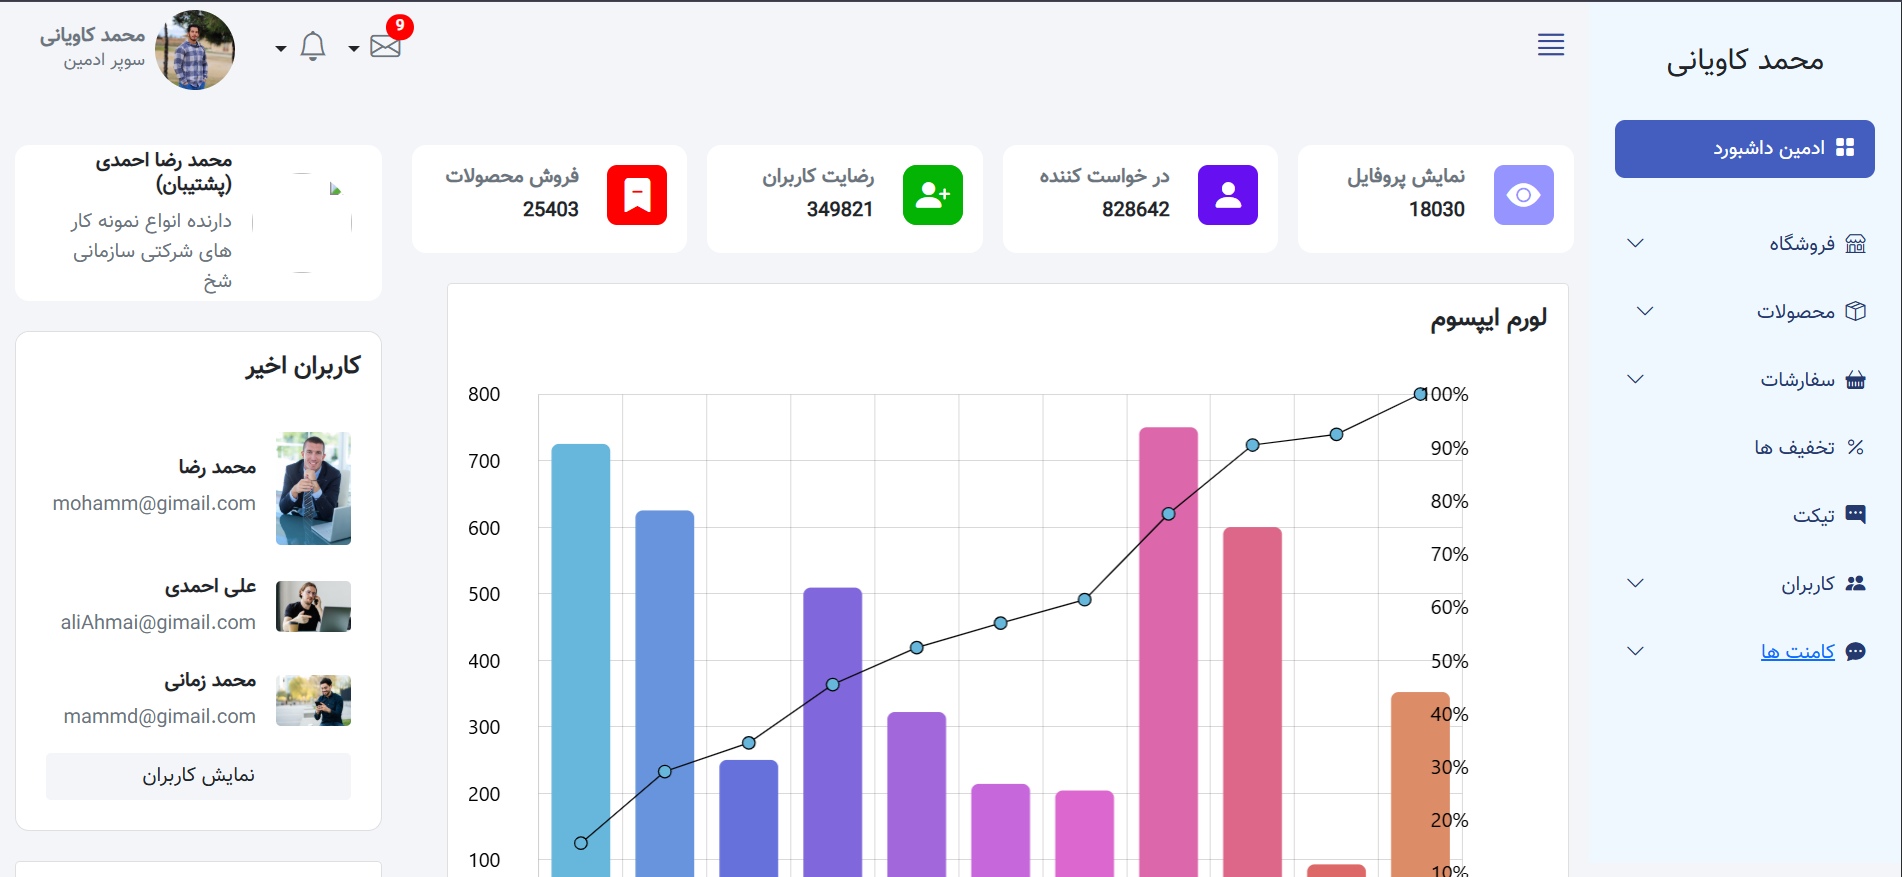 محمد کاویانی
ادمین داشبورد
فروشگاه
محصولات
سفارشات
تخفیف ها
تیکت
کاربران
کامنت ها
9
محمد کاویانی
سوپر ادمین
نمایش پروفایل
18030
در خواست کننده
828642
رضایت کاربران
349821
فروش محصولات
25403
محمد رضا احمدی
(پشتیبان)
دارنده انواع نمونه کار
های شرکتی سازمانی
شخ
لورم ایپسوم
800
700
600
500
400
300
200
100
100%
90%
80%
70%
60%
50%
40%
30%
20%
10%
کاربران اخیر
محمد رضا
mohamm@gimail.com
علی احمدی
aliAhmai@gimail.com
محمد زمانی
mammd@gimail.com
نمایش کاربران